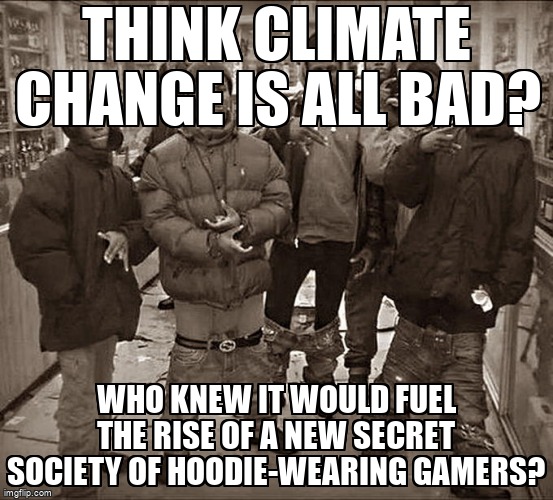 THINK CLIMATE
CHANGE IS ALL BAD?
WHO KNEW IT WOULD FUEL
THE RISE OF A NEW SECRET
SOCIETY OF HOODIE-WEARING GAMERS?
imgflip.com